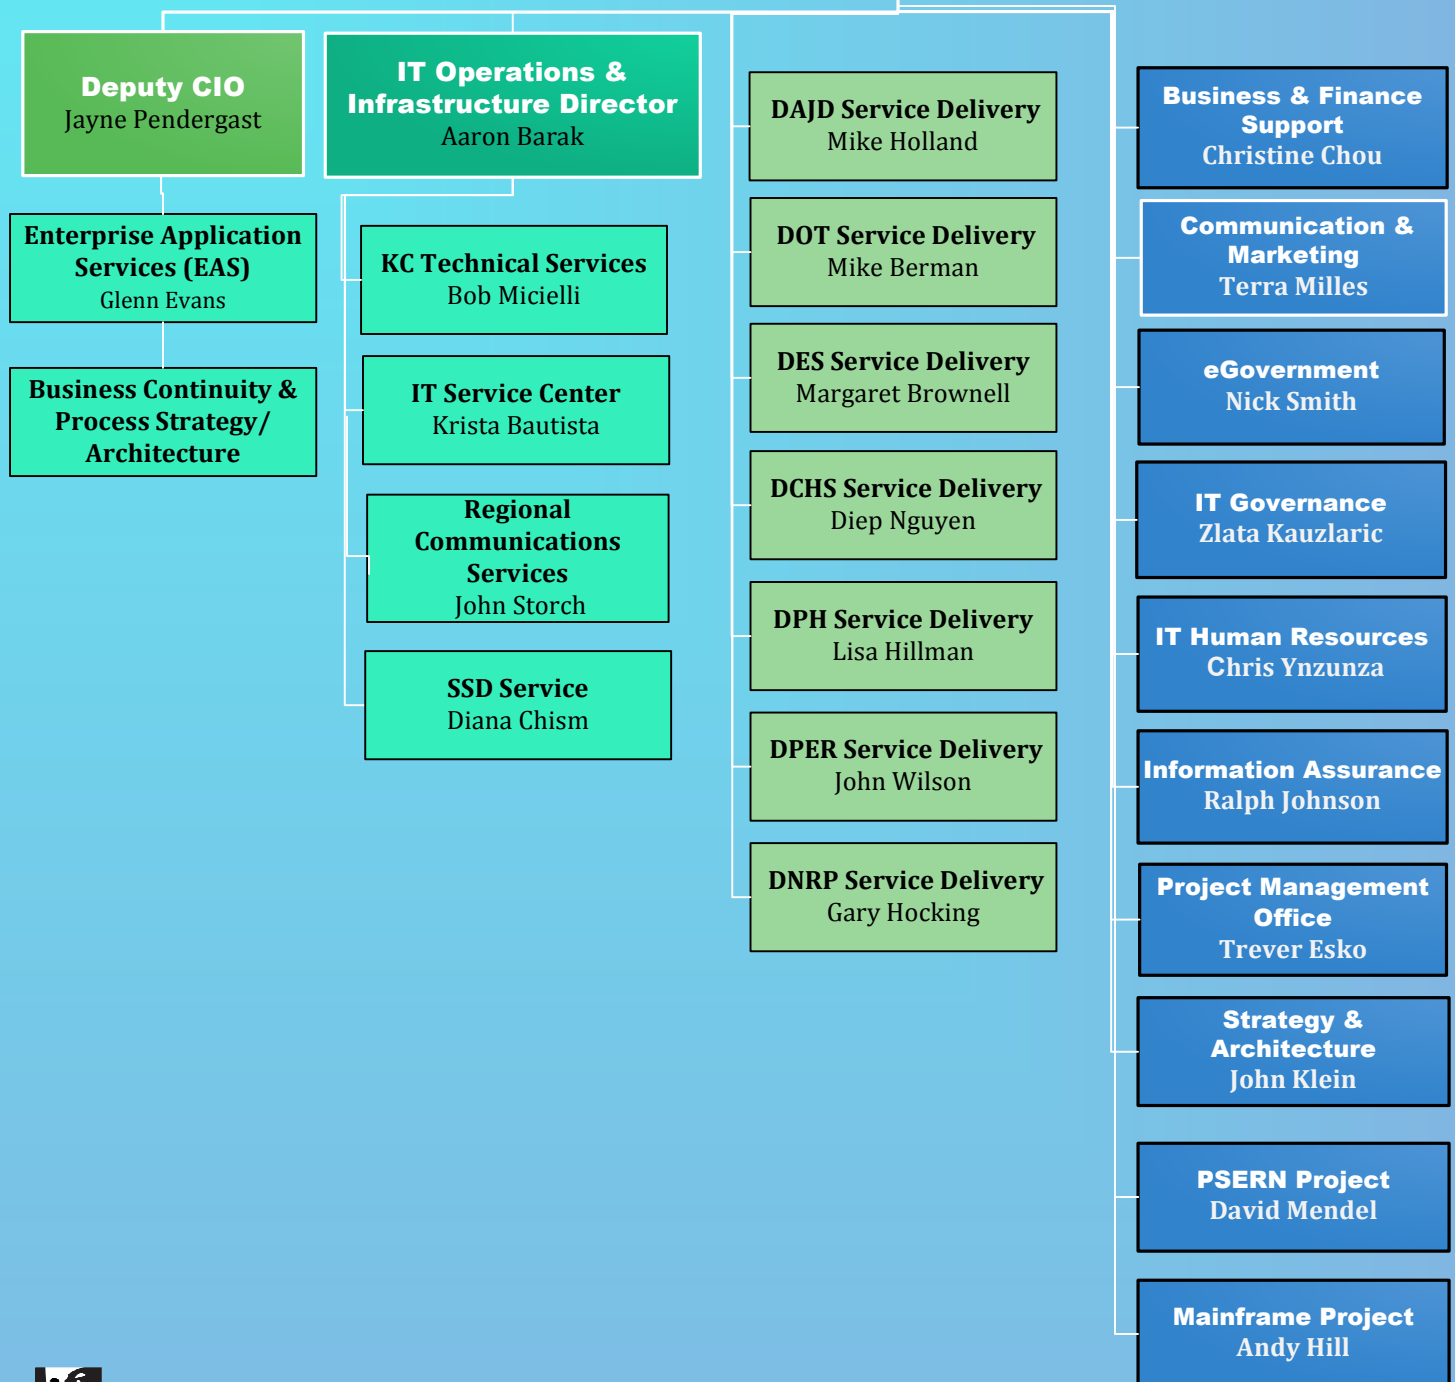 Deputy CIO
Jayne Pendergast
IT Operations &
Infrastructure Director
Aaron Barak
Enterprise Application
Services (EAS)
Glenn Evans
Business Continuity &
Process Strategy/
Architecture
KC Technical Services
Bob Micielli
IT Service Center
Krista Bautista
Regional
Communications
Services
John Storch
SSD Service
Diana Chism
DAJD Service Delivery
Mike Holland
DOT Service Delivery
Mike Berman
DES Service Delivery
Margaret Brownell
DCHS Service Delivery
Diep Nguyen
DPH Service Delivery
Lisa Hillman
DPER Service Delivery
John Wilson
DNRP Service Delivery
Gary Hocking
Business & Finance
Support
Christine Chou
Communication &
Marketing
Terra Milles
eGovernment
Nick Smith
IT Governance
Zlata Kauzlaric
IT Human Resources
Chris Ynzunza
Information Assurance
Ralph Johnson
Project Management
Office
Trever Esko
Strategy &
Architecture
John Klein
PSERN Project
David Mendel
Mainframe Project
Andy Hill